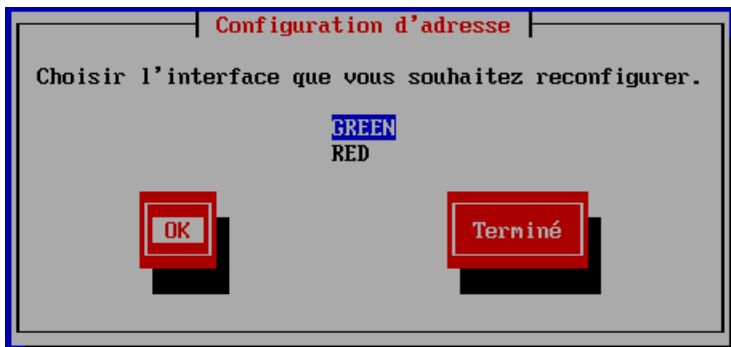 Configuration d'adresse
Choisir l'interface que vous souhaitez reconfigurer.
GREEN
RED
OK
Terminé